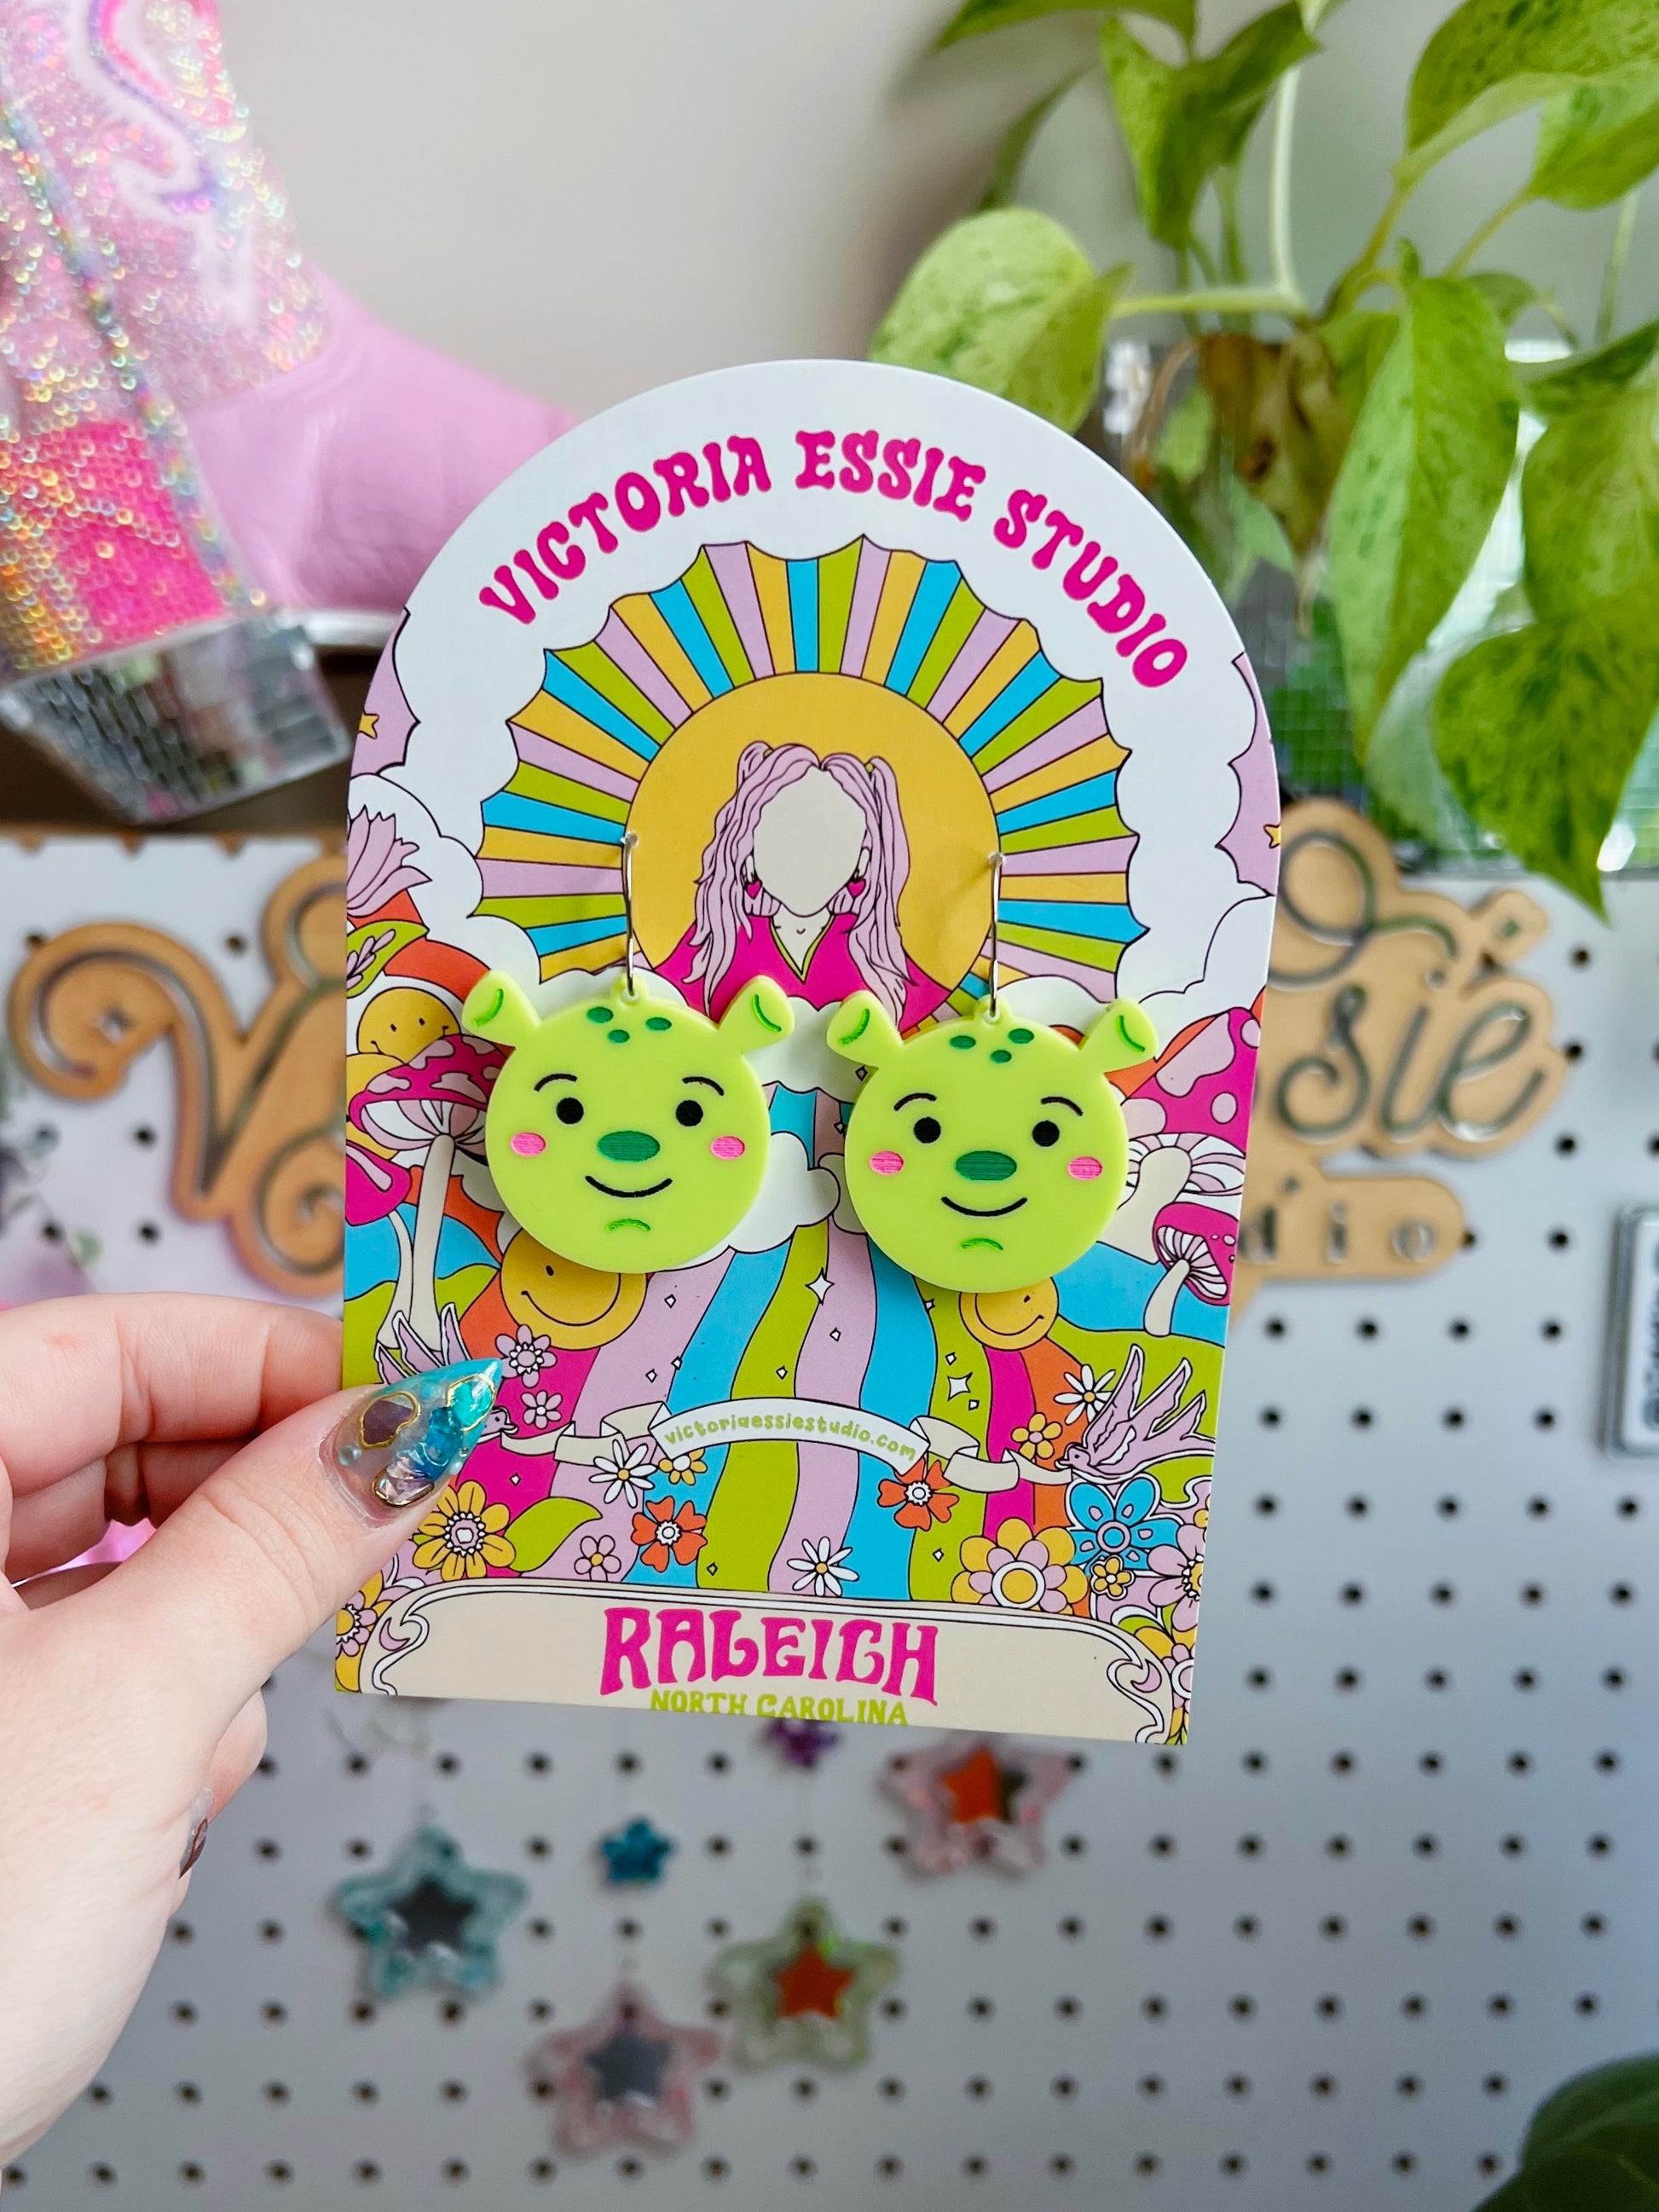 VICTORIA ESSIE STUDIO
victoriaessiestudio.com
RALEIGH
NORTH CAROLINA